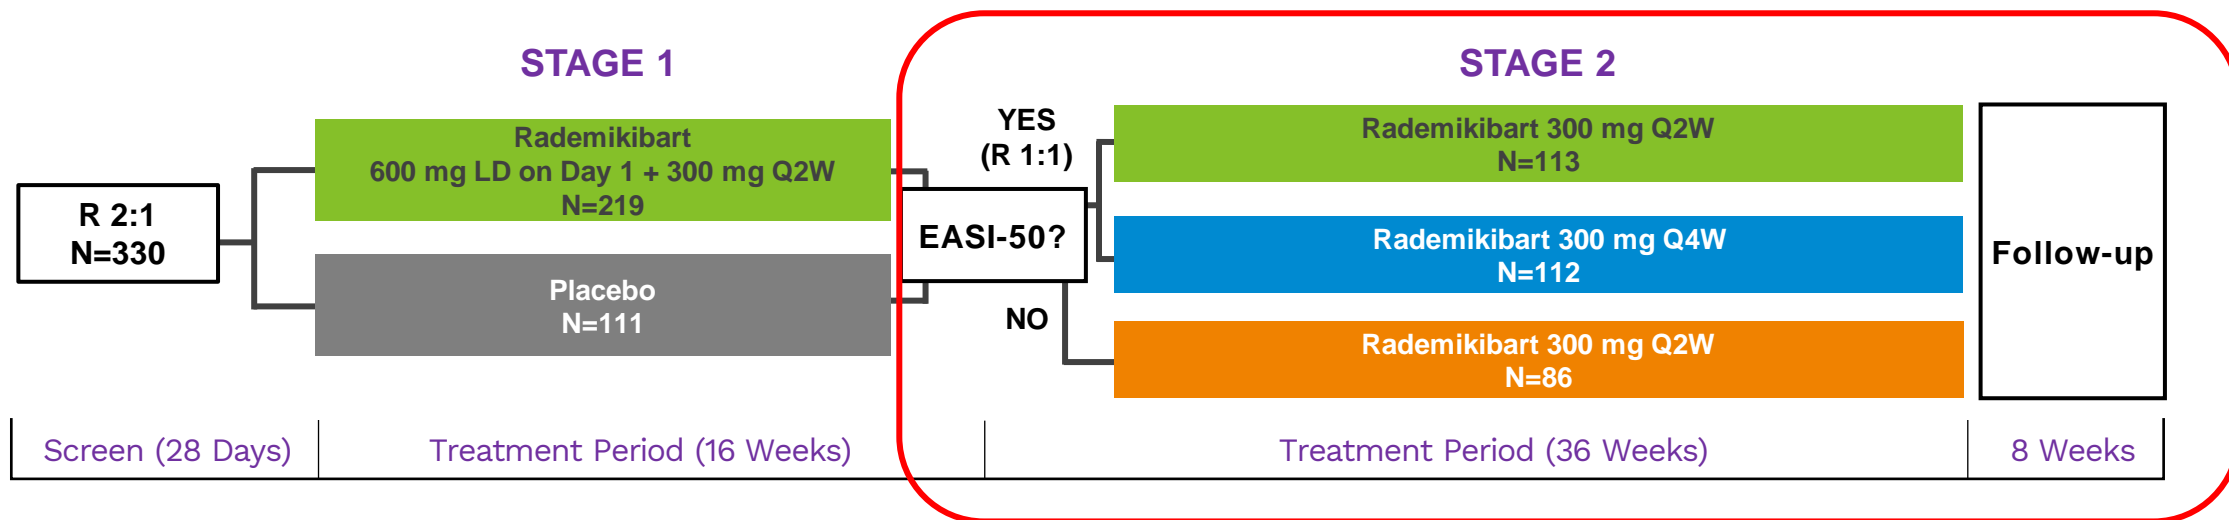 STAGE 1
STAGE 2
R 2:1
N=330
Rademikibart
600 mg LD on Day 1 + 300 mg Q2W
N=219
Placebo
N=111
EASI-50?
YES
(R 1:1)
NO
Rademikibart 300 mg Q2W
N=113
Rademikibart 300 mg Q4W
N=112
Rademikibart 300 mg Q2W
N=86
Follow-up
Screen (28 Days)
Treatment Period (16 Weeks)
Treatment Period (36 Weeks)
8 Weeks